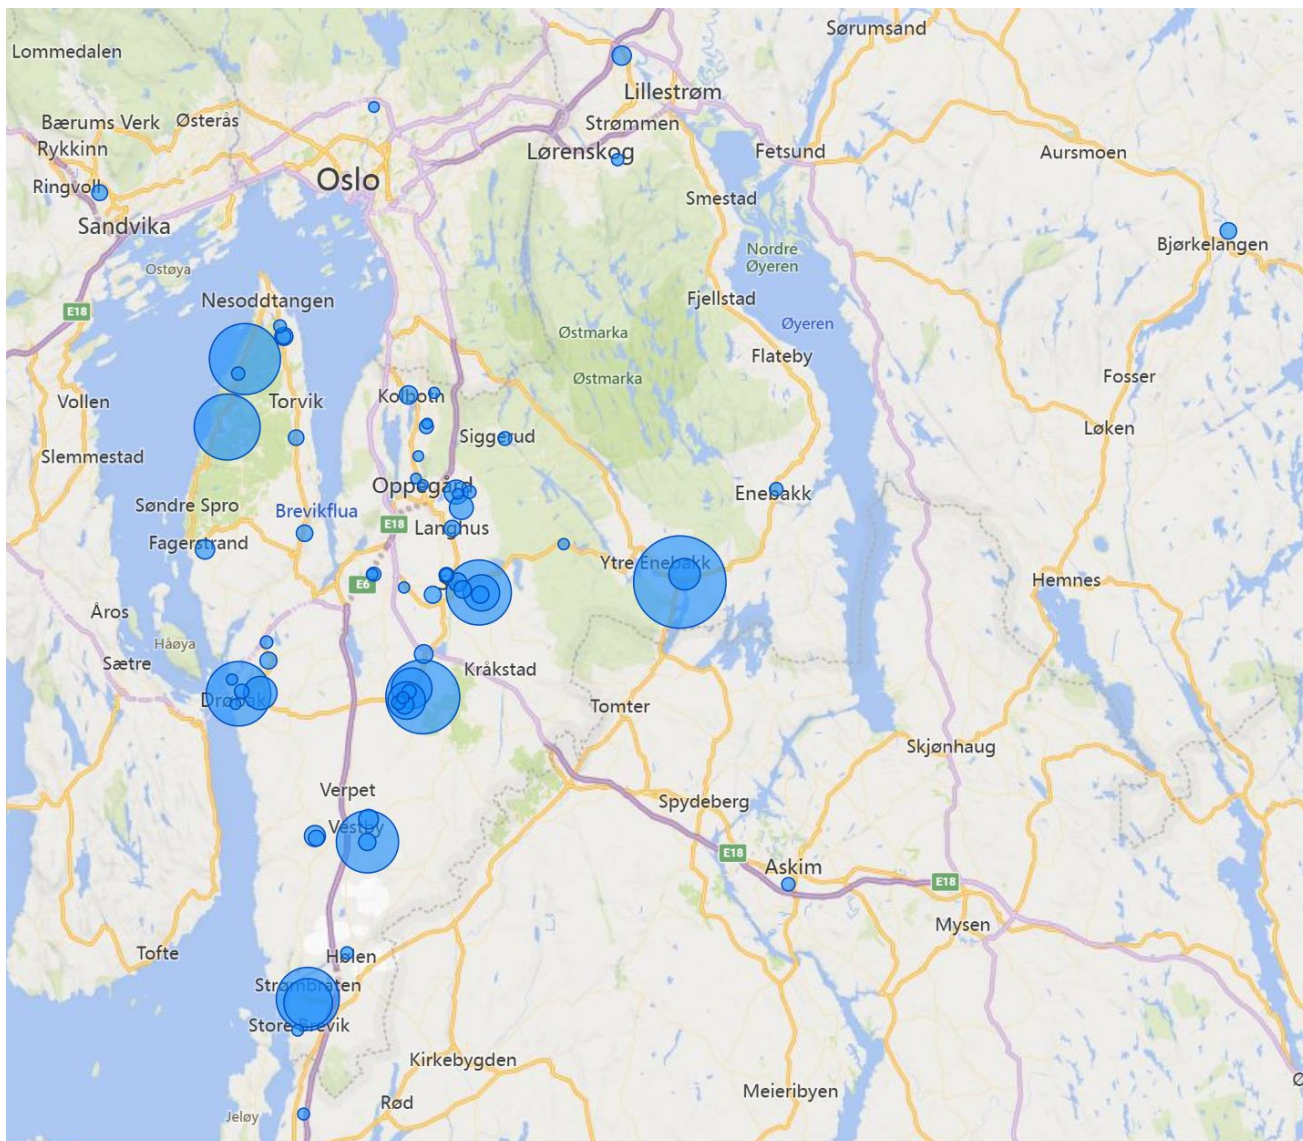 Sørumsand
Lommedalen
Lillestrøm
Bærums Verk
Østerås
Strømmen
Rykkinn
Lørenskog
Fetsund
Aursmoen
Oslo
Ringvoll
Smestad
Sandvika
Bjørkelangen
Nordre
Øyeren
Ostøya
Nesoddtangen
Fjellstad
E18
Øyeren
Østmarka
Flateby
Østmarka
Fosser
Kolbotn
Vollen
Torvik
Løken
Siggerud
Slemmestad
Oppegård
Enebakk
Søndre Spro
Brevikflua
E18
Langhus
Fagerstrand
Ytre Enebakk
E6
Hemnes
Åros
Håøya
Sætre
Kråkstad
Drøbak
Tomter
Skjønhaug
Verpet
Spydeberg
Vestby
E18
Askim
E18
Mysen
Tofte
Hølen
Strømbråten
Store Brevik
Kirkebygden
Meieribyen
Rød
Jeløy
Ø